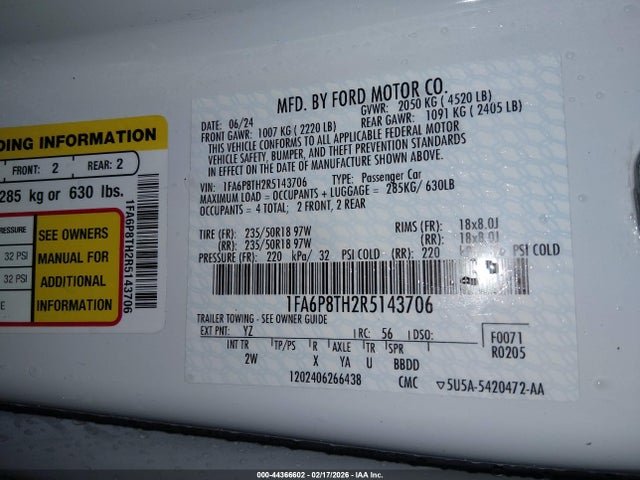 DING INFORMATION
FRONT: 2 REAR: 2
285 kg or 630 lbs.
PRESSURE
32 PSI
32 PSI
SEE OWNERS
MANUAL FOR
ADDITIONAL
INFORMATION
1FA6P8TH2R5143706
MFD. BY FORD MOTOR CO.
DATE: 06/24 GVWR: 2050 KG ( 4520 LB)
FRONT GAWR: 1007 KG ( 2220 LB) REAR GAWR: 1091 KG ( 2405 LB)
THIS VEHICLE CONFORMS TO ALL APPLICABLE FEDERAL MOTOR
VEHICLE SAFETY, BUMPER, AND THEFT PREVENTION STANDARDS
IN EFFECT ON THE DATE OF MANUFACTURE SHOWN ABOVE.
VIN: 1FA6P8TH2R5143706 TYPE: Passenger Car
MAXIMUM LOAD = OCCUPANTS + LUGGAGE = 285KG/ 630LB
OCCUPANTS = 4 TOTAL; 2 FRONT, 2 REAR
TIRE (FR): 235/50R18 97W RIMS (FR): 18x8.0J
(RR): 235/50R18 97W (RR): 18x8.0J
PRESSURE (FR): 220 kPa/ 32 PSI COLD (RR): 220 PSI COLD
1FA6P8TH2R5143706
TRAILER TOWING - SEE OWNER GUIDE
EXT PNT: YZ RC: 56 DSO:
F0071
R0205
INT TR TP/PS R AXLE TR SPR
2W X YA U BBDD
1202406266438 CMC 5U5A-5420472-AA
000-44366602 - 02/17/2026 - IAA Inc.